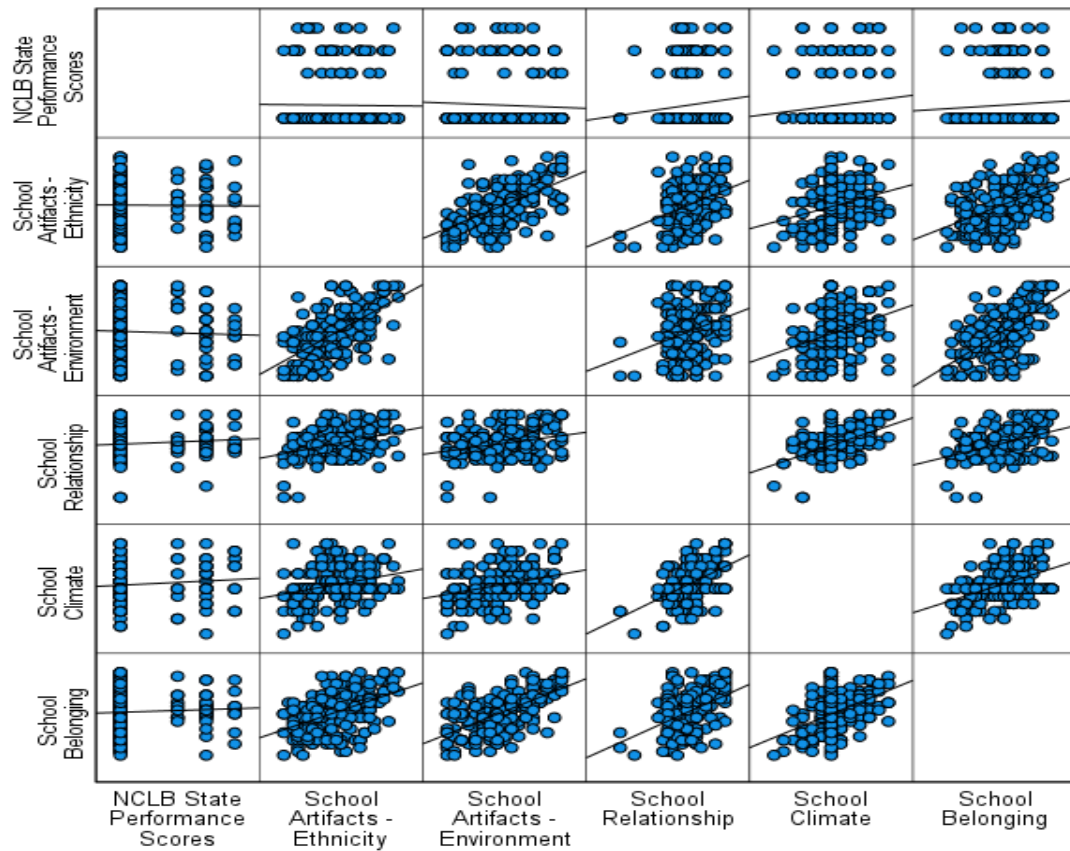 NCLB State
Performance
Scores
School
Artifacts -
Ethnicity
School
Artifacts -
Environment
School
Relationship
School
Climate
School
Belonging
NCLB State
Performance
Scores
School
Artifacts -
Ethnicity
School
Artifacts -
Environment
School
Relationship
School
Climate
School
Belonging